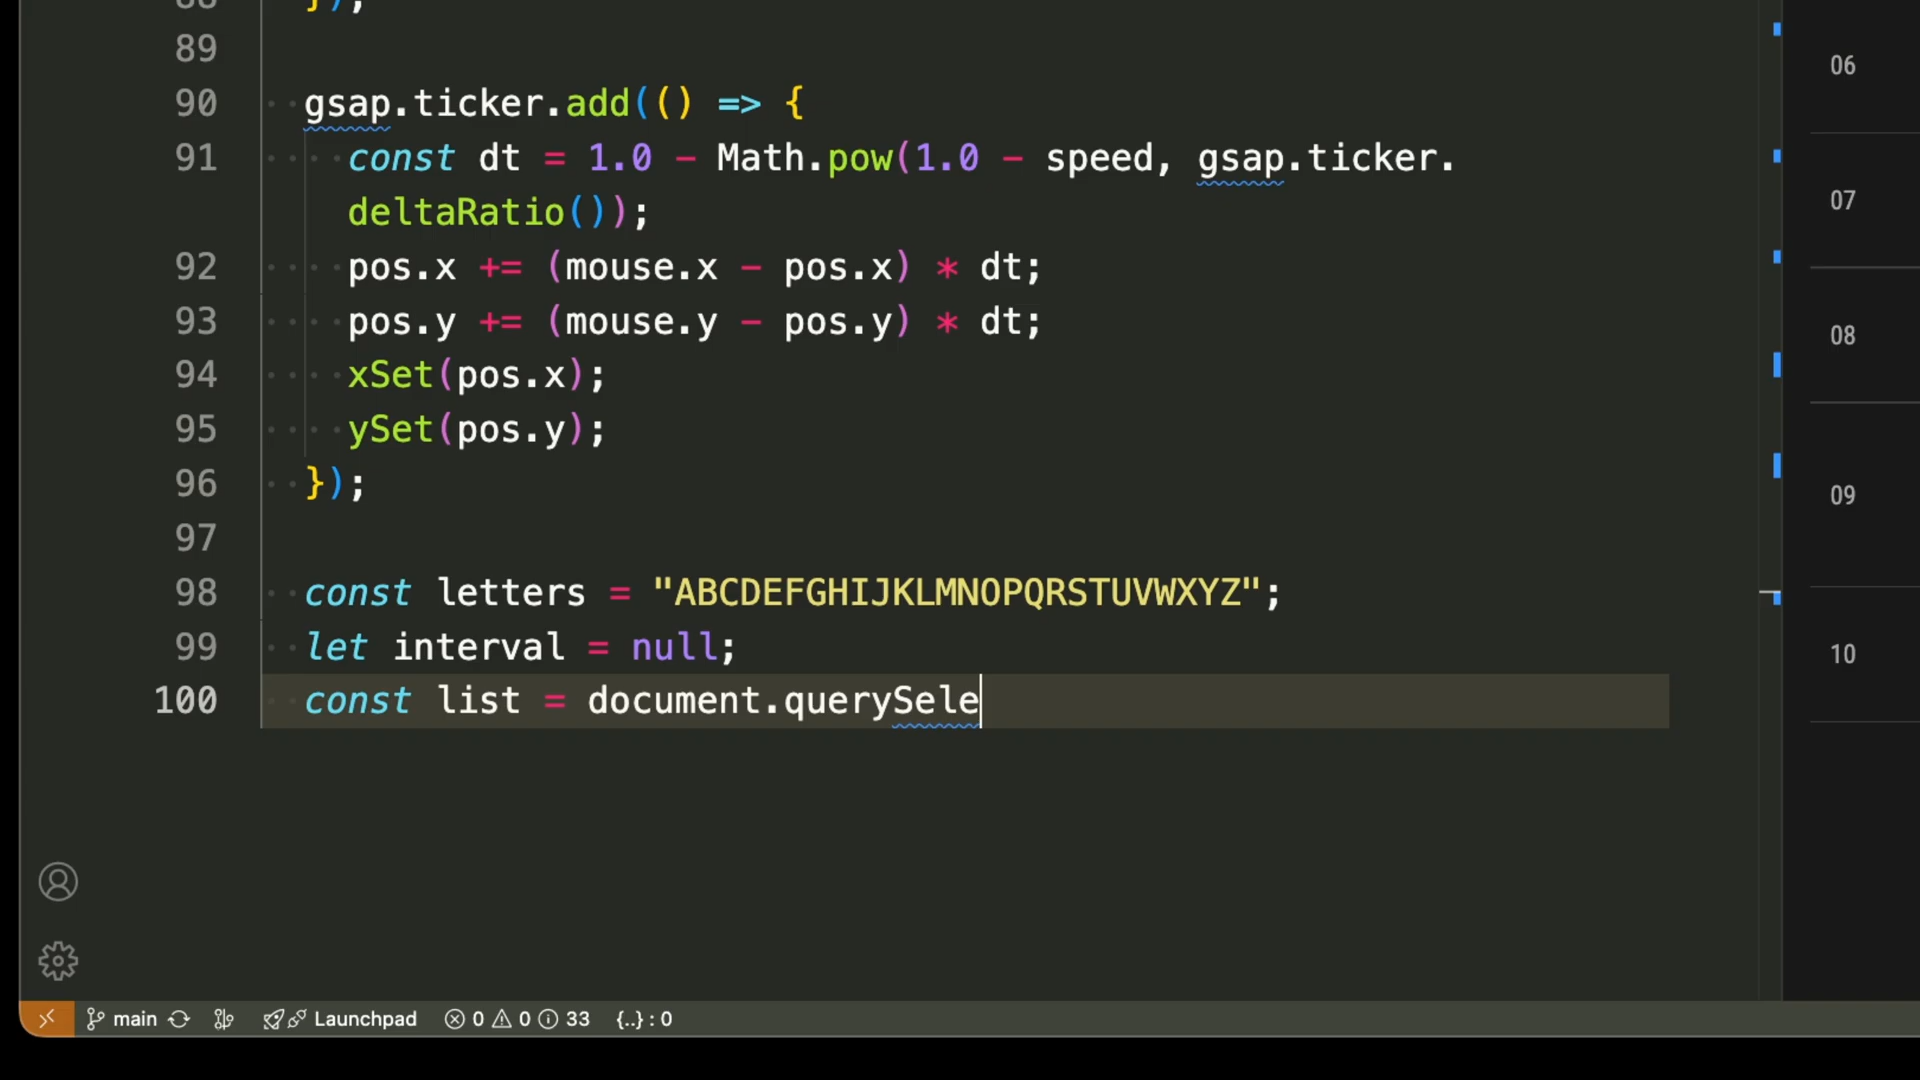 88 });
89
90 gsap.ticker.add(() => {
91 const dt = 1.0 - Math.pow(1.0 - speed, gsap.ticker.
deltaRatio());
92 pos.x += (mouse.x - pos.x) * dt;
93 pos.y += (mouse.y - pos.y) * dt;
94 xSet(pos.x);
95 ySet(pos.y);
96 });
97
98 const letters = "ABCDEFGHIJKLMNOPQRSTUVWXYZ";
99 let interval = null;
100 const list = document.querySele
main Launchpad 0 0 33 {..} : 0
06
07
08
09
10